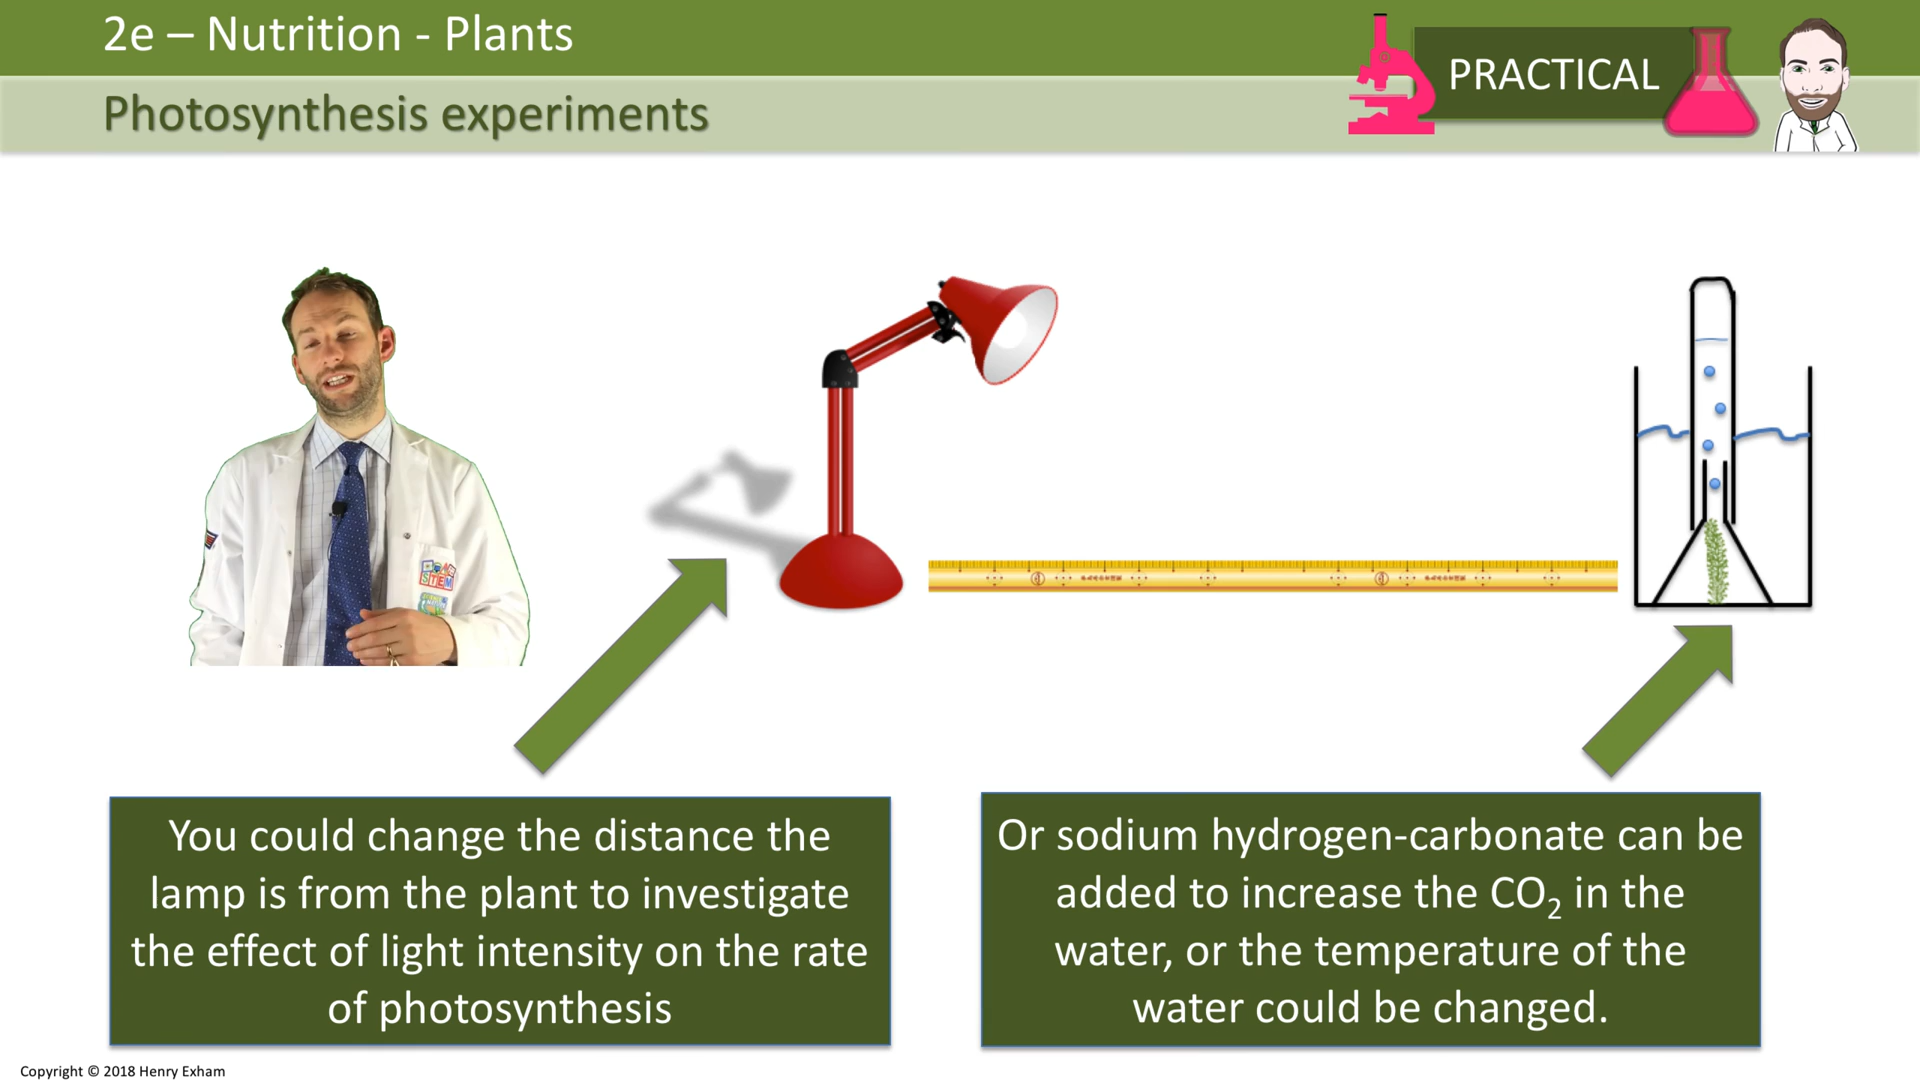 2e – Nutrition - Plants
PRACTICAL
Photosynthesis experiments
STEM
You could change the distance the
lamp is from the plant to investigate
the effect of light intensity on the rate
of photosynthesis
Or sodium hydrogen-carbonate can be
added to increase the CO₂ in the
water, or the temperature of the
water could be changed.
Copyright © 2018 Henry Exham